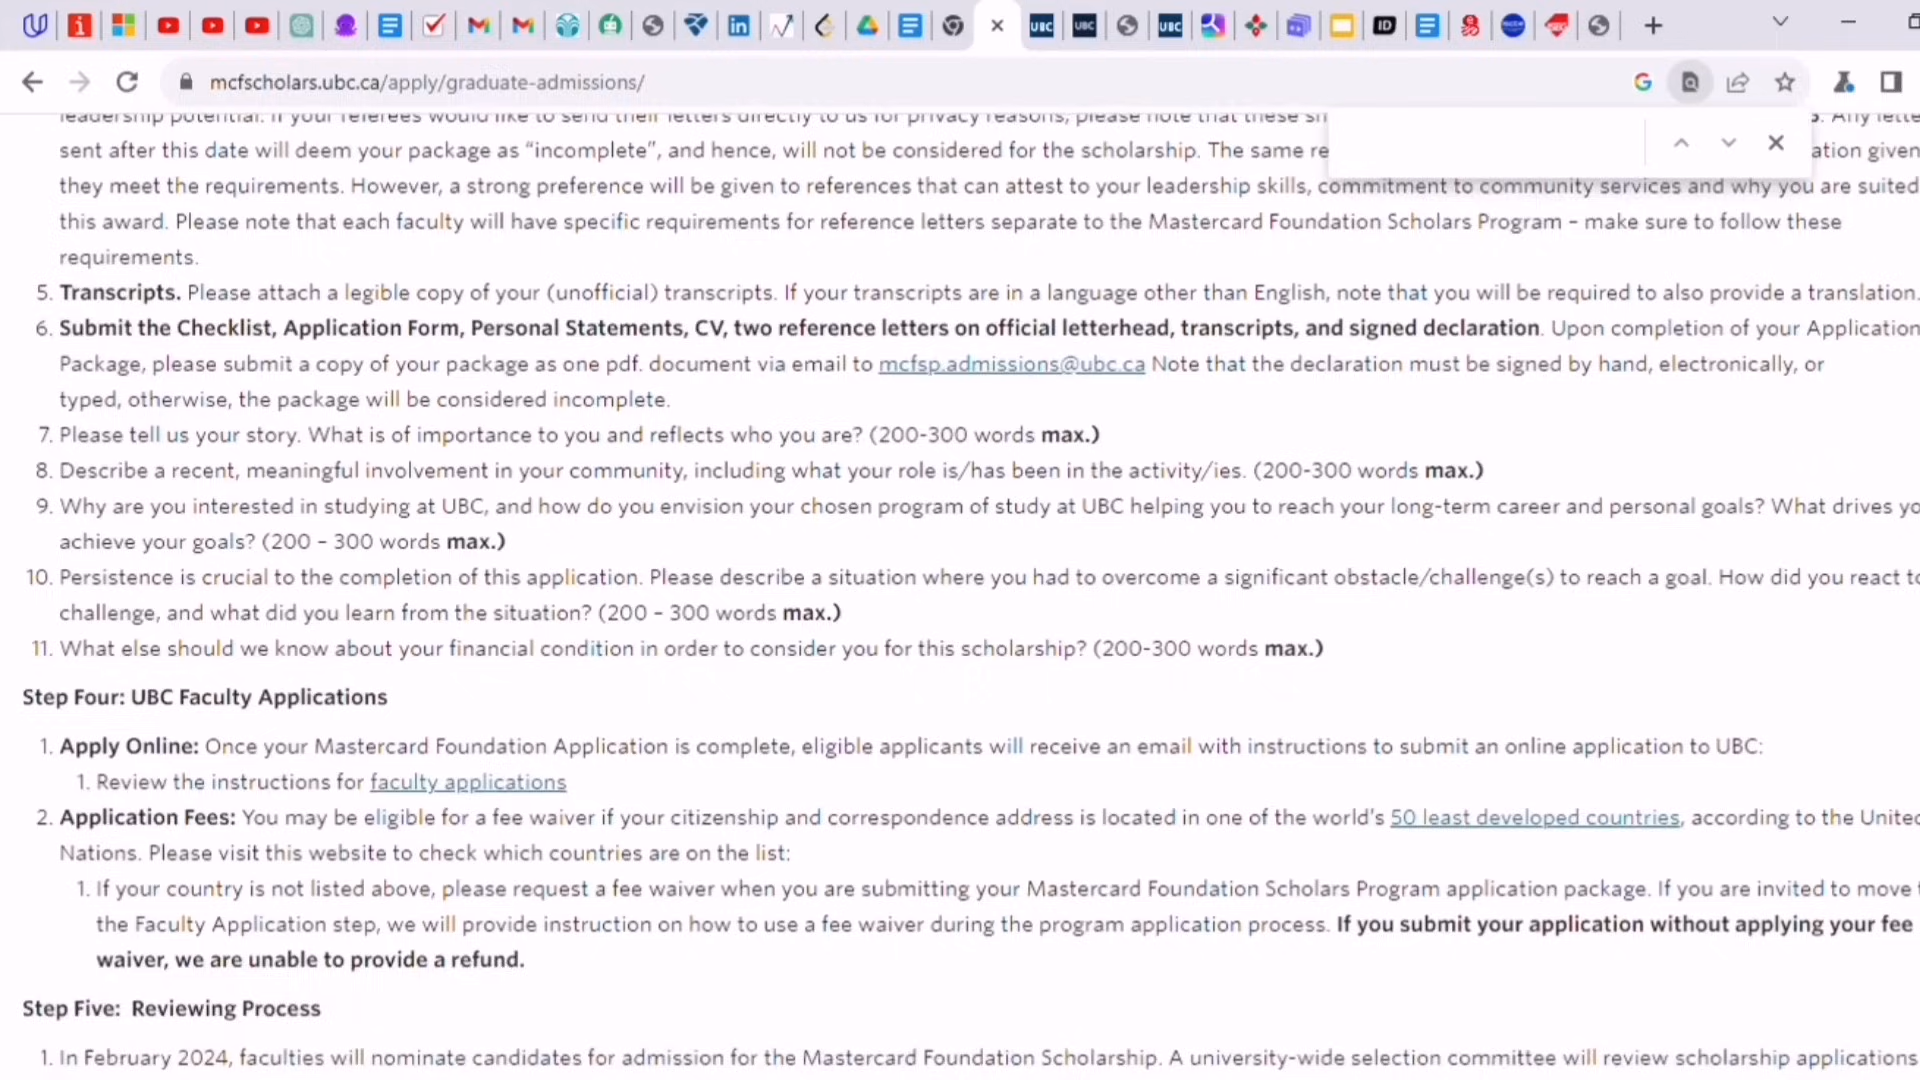 mcfscholars.ubc.ca/apply/graduate-admissions/
leadership potential. If your referees would like to send their letters directly to us for privacy reasons, please note that these
sent after this date will deem your package as “incomplete”, and hence, will not be considered for the scholarship. The same ation given
they meet the requirements. However, a strong preference will be given to references that can attest to your leadership skills, commitment to community services and why you are suited
this award. Please note that each faculty will have specific requirements for reference letters separate to the Mastercard Foundation Scholars Program – make sure to follow these
requirements.
5. Transcripts. Please attach a legible copy of your (unofficial) transcripts. If your transcripts are in a language other than English, note that you will be required to also provide a translation.
6. Submit the Checklist, Application Form, Personal Statements, CV, two reference letters on official letterhead, transcripts, and signed declaration. Upon completion of your Application
Package, please submit a copy of your package as one pdf. document via email to mcfsp.admissions@ubc.ca Note that the declaration must be signed by hand, electronically, or
typed, otherwise, the package will be considered incomplete.
7. Please tell us your story. What is of importance to you and reflects who you are? (200-300 words max.)
8. Describe a recent, meaningful involvement in your community, including what your role is/has been in the activity/ies. (200-300 words max.)
9. Why are you interested in studying at UBC, and how do you envision your chosen program of study at UBC helping you to reach your long-term career and personal goals? What drives yo
achieve your goals? (200 – 300 words max.)
10. Persistence is crucial to the completion of this application. Please describe a situation where you had to overcome a significant obstacle/challenge(s) to reach a goal. How did you react to
challenge, and what did you learn from the situation? (200 – 300 words max.)
11. What else should we know about your financial condition in order to consider you for this scholarship? (200-300 words max.)
Step Four: UBC Faculty Applications
1. Apply Online: Once your Mastercard Foundation Application is complete, eligible applicants will receive an email with instructions to submit an online application to UBC:
1. Review the instructions for faculty applications
2. Application Fees: You may be eligible for a fee waiver if your citizenship and correspondence address is located in one of the world's 50 least developed countries, according to the United
Nations. Please visit this website to check which countries are on the list:
1. If your country is not listed above, please request a fee waiver when you are submitting your Mastercard Foundation Scholars Program application package. If you are invited to move
the Faculty Application step, we will provide instruction on how to use a fee waiver during the program application process. If you submit your application without applying your fee
waiver, we are unable to provide a refund.
Step Five: Reviewing Process
1. In February 2024, faculties will nominate candidates for admission for the Mastercard Foundation Scholarship. A university-wide selection committee will review scholarship applications